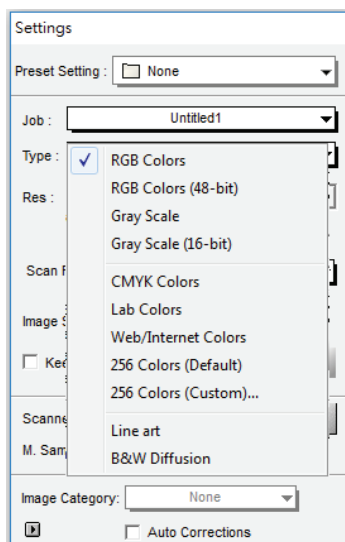 Settings
Preset Setting : None
Job : Untitled1
Type :
RGB Colors
RGB Colors (48-bit)
Res :
Gray Scale
Gray Scale (16-bit)
Scan
CMYK Colors
Lab Colors
Image
Web/Internet Colors
256 Colors (Default)
256 Colors (Custom)...
Line art
M.
B&W Diffusion
Image Category: None
Auto Corrections